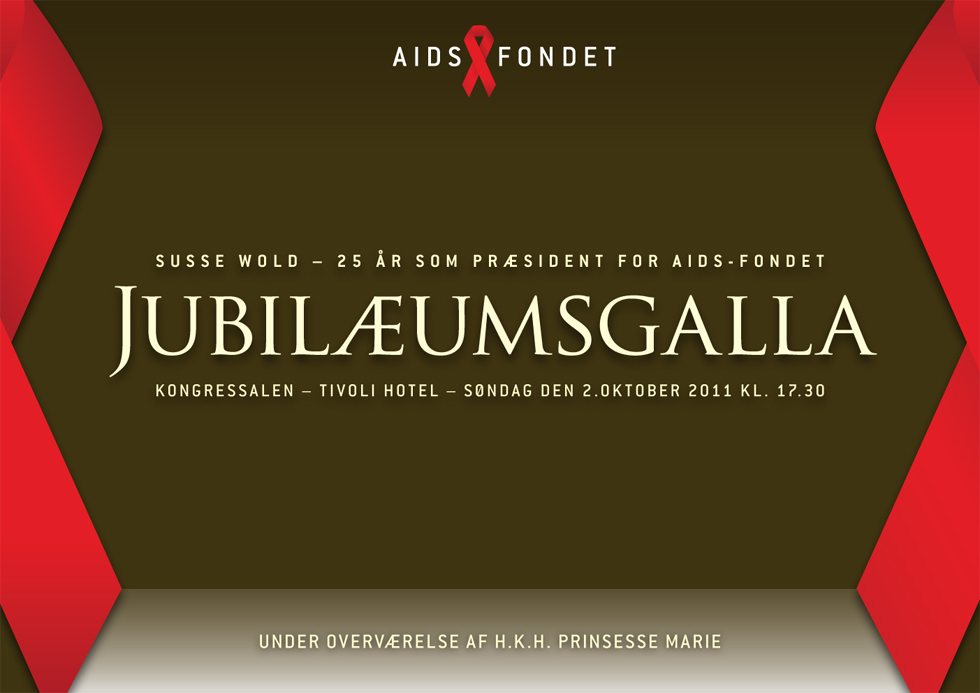 AIDS FONDET
SUSSE WOLD – 25 ÅR SOM PRÆSIDENT FOR AIDS-FONDET
JUBILÆUMSGALLA
KONGRESSALEN – TIVOLI HOTEL – SØNDAG DEN 2.OKTOBER 2011 KL. 17.30
UNDER OVERVÆRELSE AF H.K.H. PRINSESSE MARIE